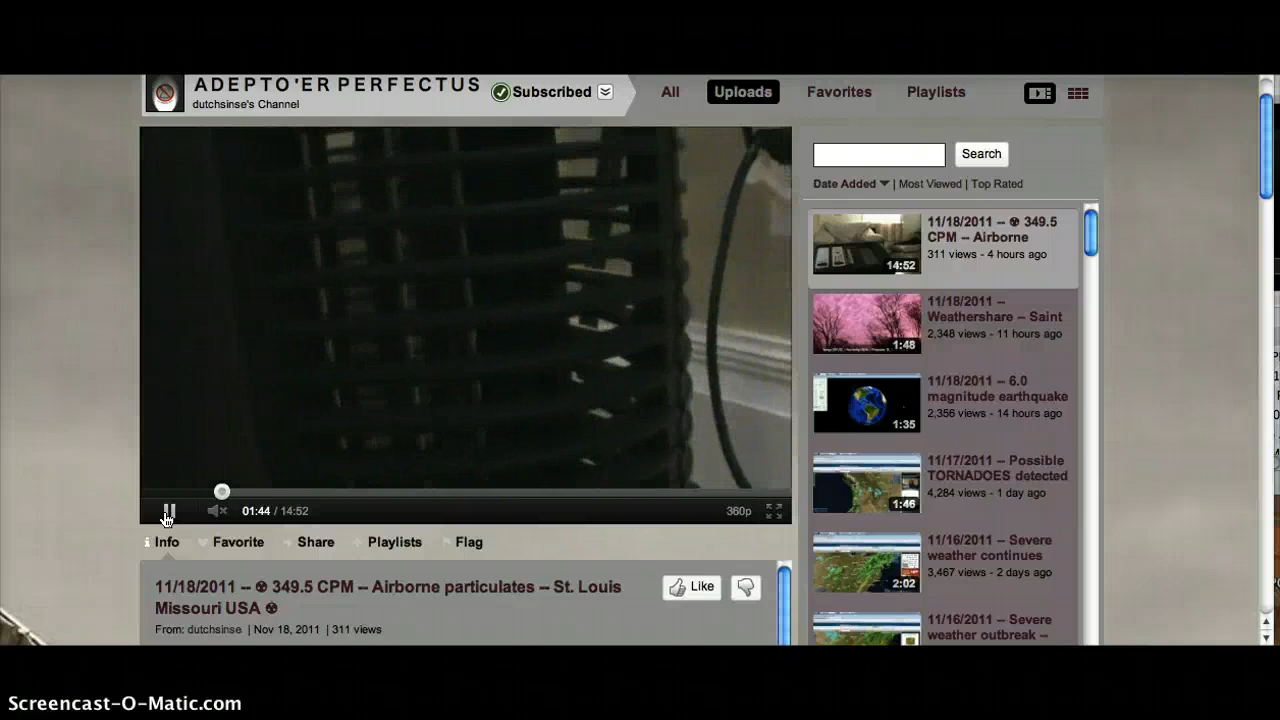 ADEPTO'ER PERFECTUS
dutchsinse's Channel
Subscribed
All
Uploads
Favorites
Playlists
Search
Date Added | Most Viewed | Top Rated
14:52
11/18/2011 -- ☢ 349.5
CPM -- Airborne
311 views - 4 hours ago
1:48
11/18/2011 --
Weathershare -- Saint
2,348 views - 11 hours ago
1:35
11/18/2011 -- 6.0
magnitude earthquake
2,356 views - 14 hours ago
1:46
11/17/2011 -- Possible
TORNADOES detected
4,284 views - 1 day ago
2:02
11/16/2011 -- Severe
weather continues
3,467 views - 2 days ago
11/16/2011 -- Severe
weather outbreak --
01:44 / 14:52
360p
Info
Favorite
Share
Playlists
Flag
11/18/2011 -- ☢ 349.5 CPM -- Airborne particulates -- St. Louis
Missouri USA ☢
Like
From: dutchsinse | Nov 18, 2011 | 311 views
Screencast-O-Matic.com